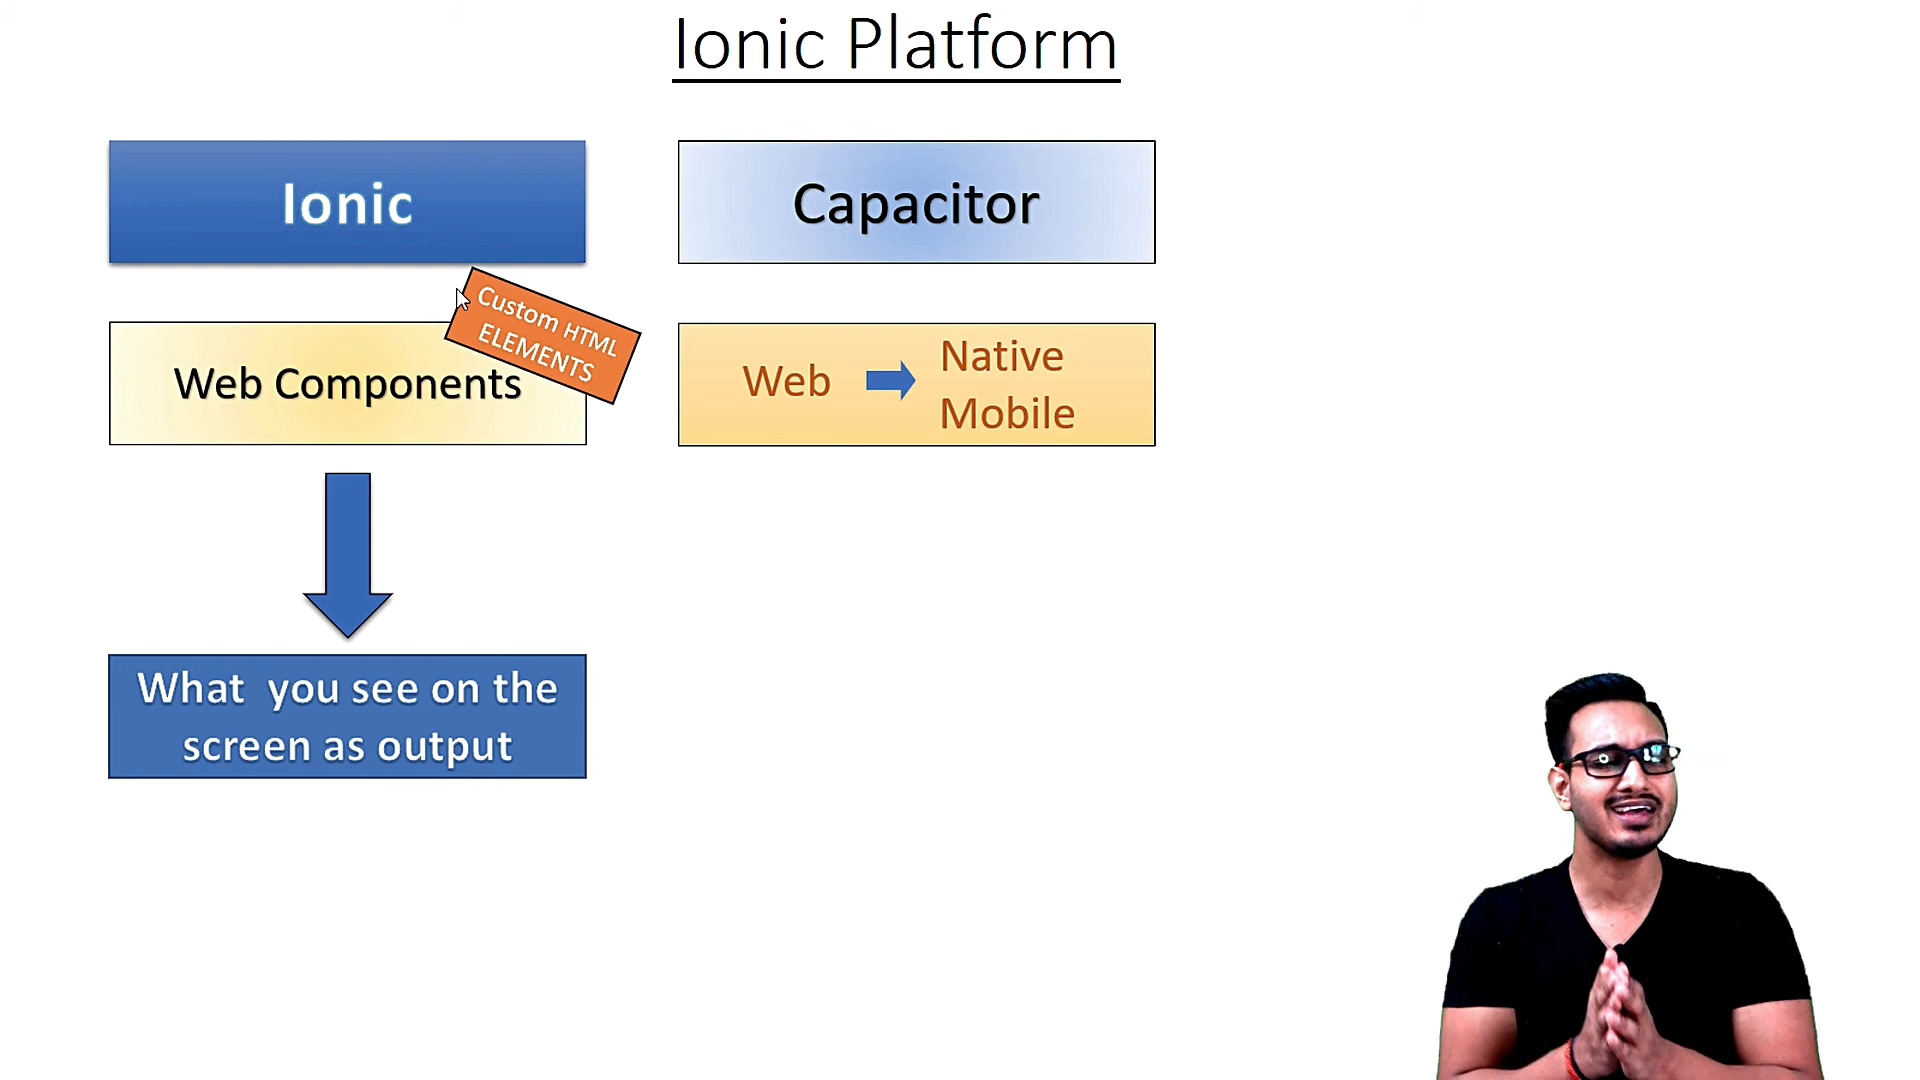 Ionic Platform
Ionic
Capacitor
Custom HTML
ELEMENTS
Web Components
Web
Native
Mobile
What  you see on the
screen as output